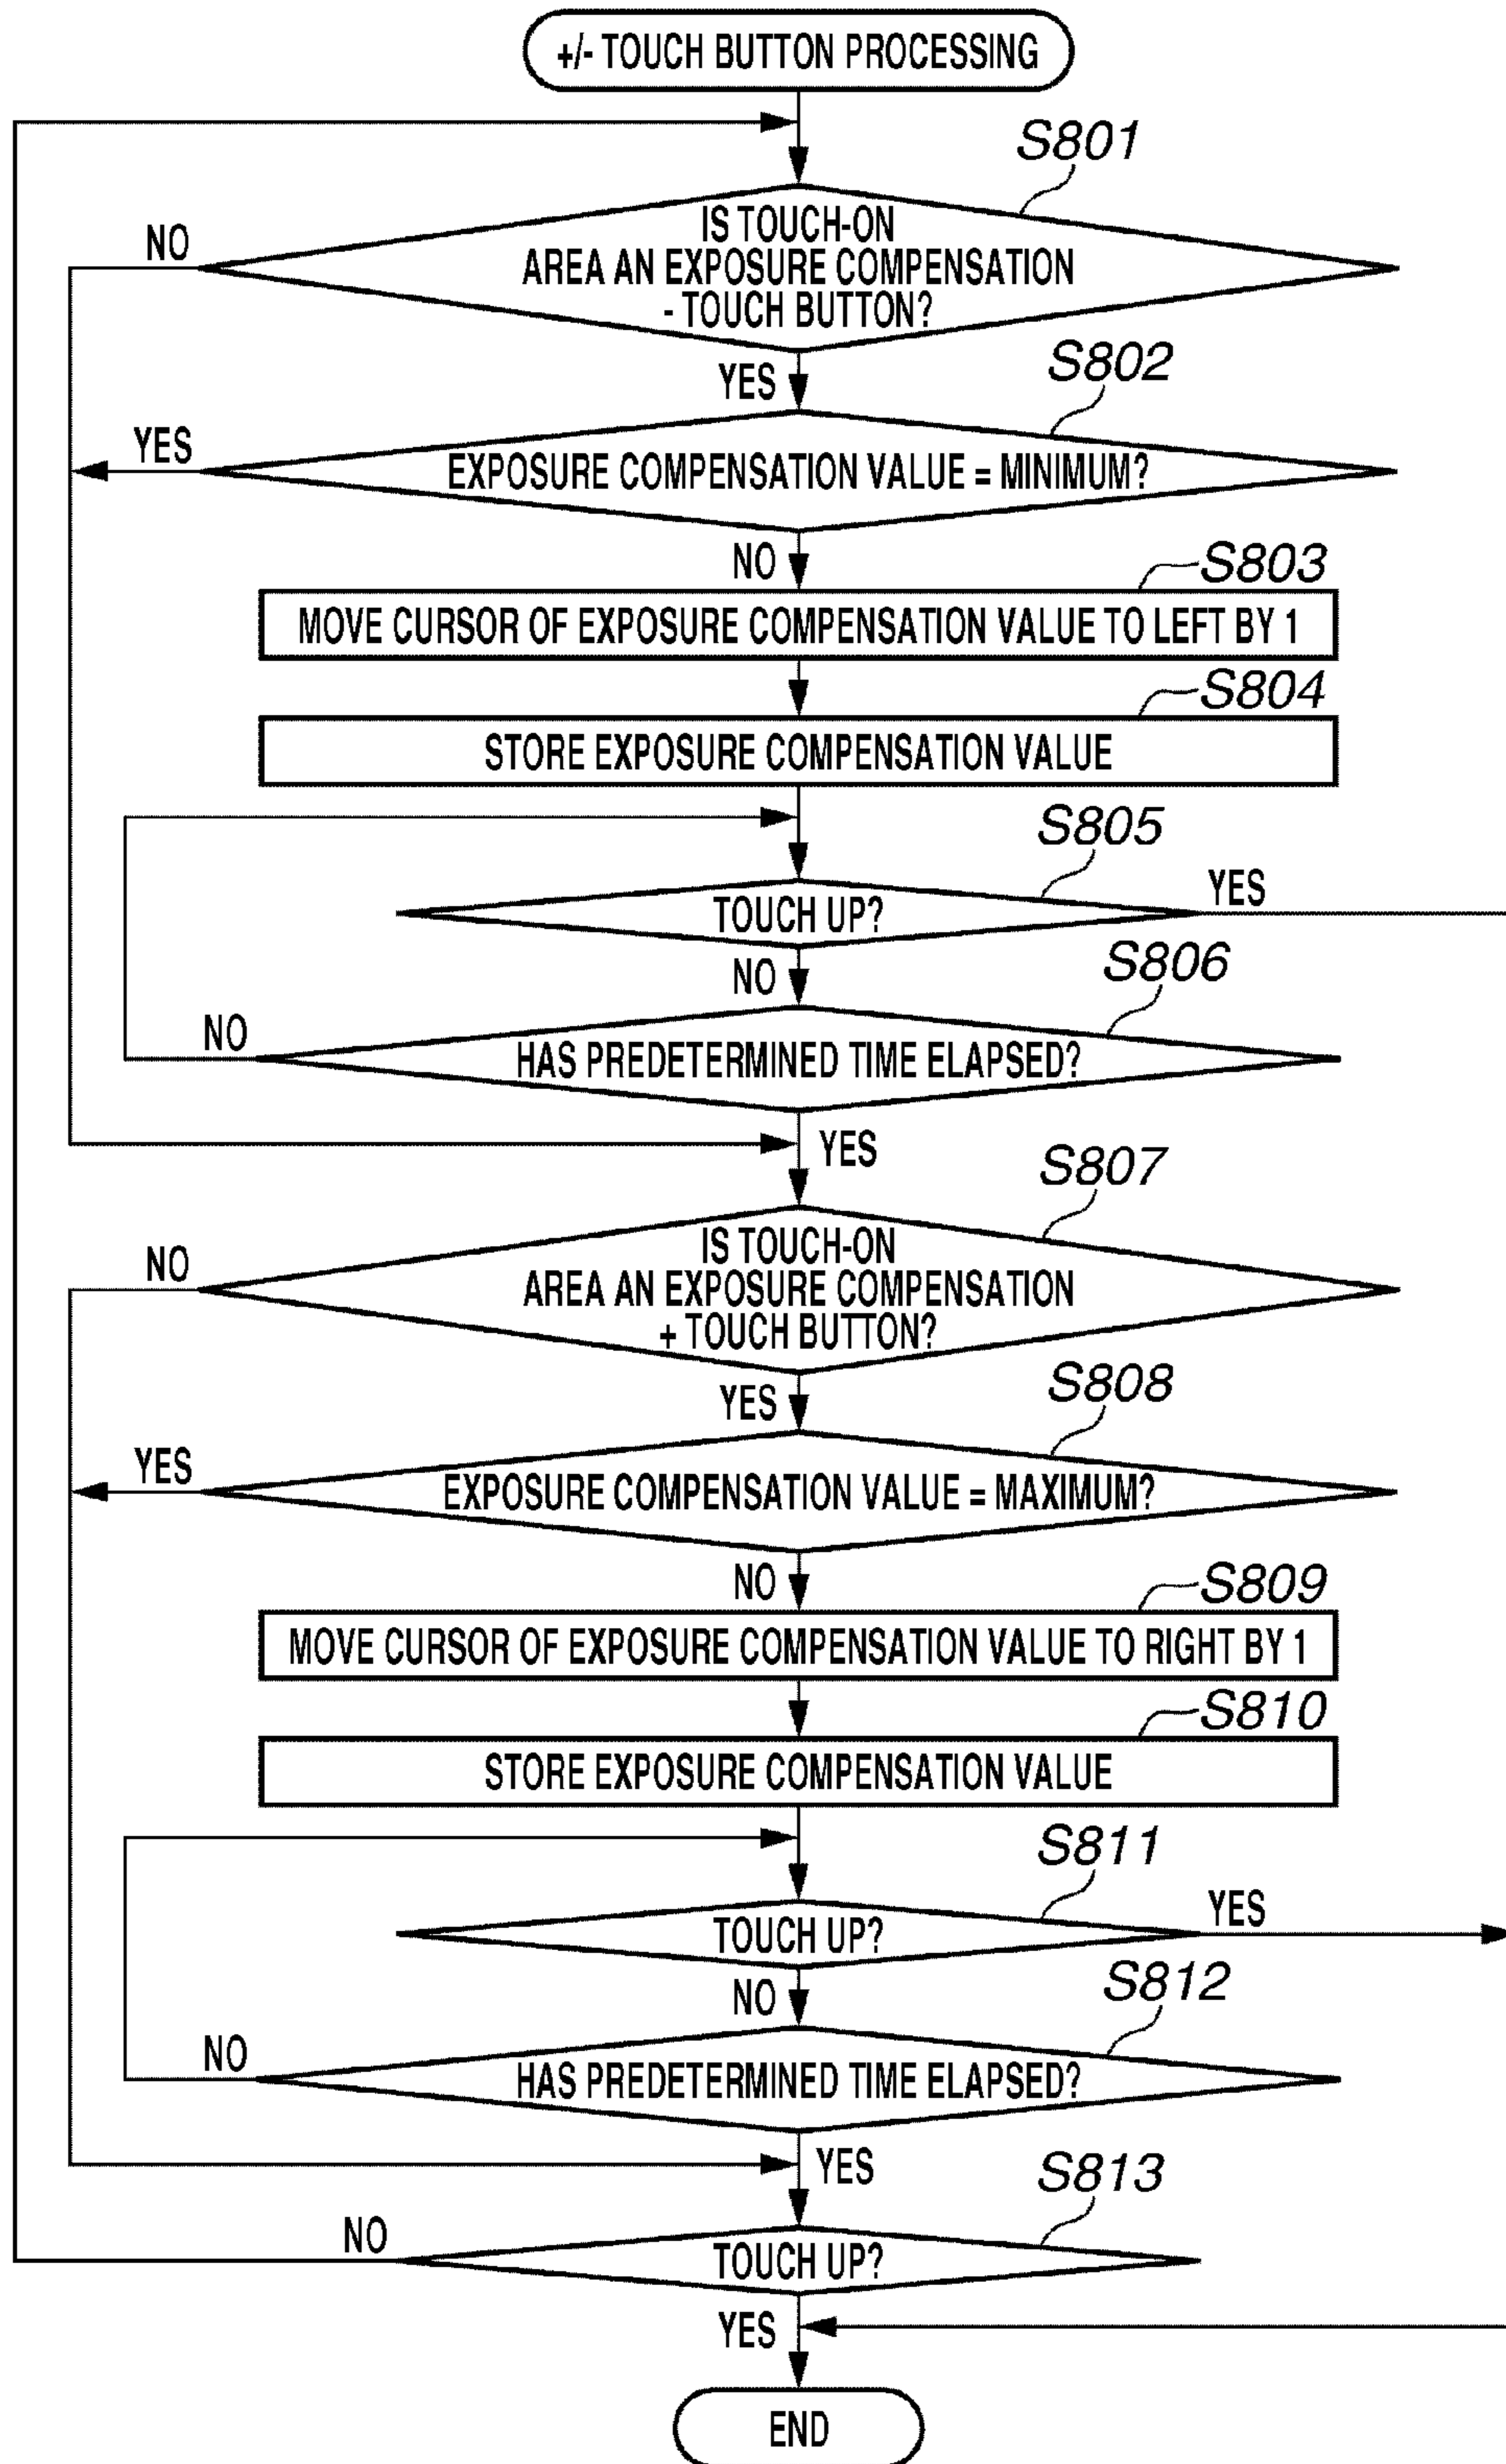 +/- TOUCH BUTTON PROCESSING
S801
IS TOUCH-ON
AREA AN EXPOSURE COMPENSATION
- TOUCH BUTTON?
NO
YES
S802
EXPOSURE COMPENSATION VALUE = MINIMUM?
YES
NO
S803
MOVE CURSOR OF EXPOSURE COMPENSATION VALUE TO LEFT BY 1
S804
STORE EXPOSURE COMPENSATION VALUE
S805
TOUCH UP?
YES
NO
S806
HAS PREDETERMINED TIME ELAPSED?
NO
YES
S807
IS TOUCH-ON
AREA AN EXPOSURE COMPENSATION
+ TOUCH BUTTON?
NO
YES
S808
EXPOSURE COMPENSATION VALUE = MAXIMUM?
YES
NO
S809
MOVE CURSOR OF EXPOSURE COMPENSATION VALUE TO RIGHT BY 1
S810
STORE EXPOSURE COMPENSATION VALUE
S811
TOUCH UP?
YES
NO
S812
HAS PREDETERMINED TIME ELAPSED?
NO
YES
S813
TOUCH UP?
NO
YES
END